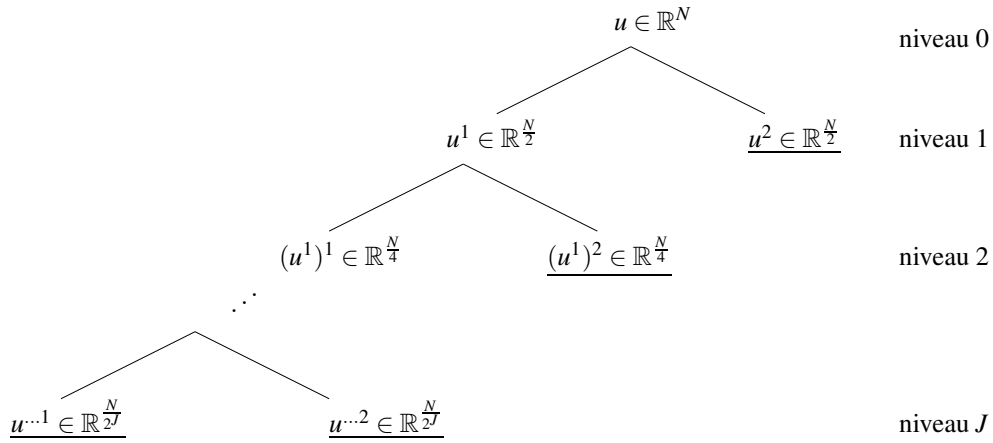 u ∈ ℝ^N niveau 0
u^1 ∈ ℝ^{N/2} u^2 ∈ ℝ^{N/2} niveau 1
(u^1)^1 ∈ ℝ^{N/4} (u^1)^2 ∈ ℝ^{N/4} niveau 2
⋰
u^{...1} ∈ ℝ^{N/2^J} u^{...2} ∈ ℝ^{N/2^J} niveau J